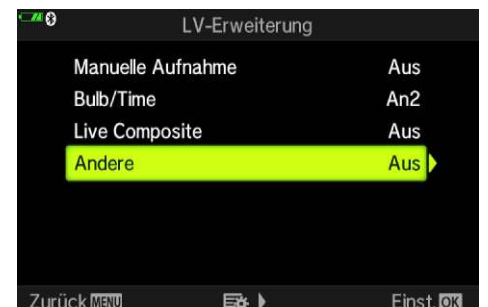 LV-Erweiterung
Manuelle Aufnahme Aus
Bulb/Time An2
Live Composite Aus
Andere Aus
Zurück MENU Einst. OK